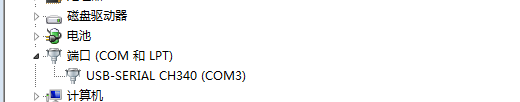 磁盘驱动器
电池
端口 (COM 和 LPT)
USB-SERIAL CH340 (COM3)
计算机